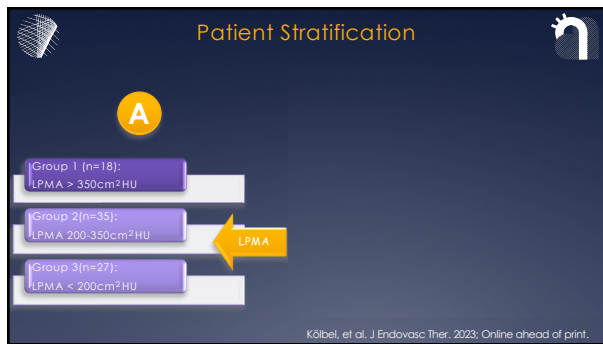 Patient Stratification
A
Group 1 (n=18):
LPMA > 350cm²HU
Group 2(n=35):
LPMA 200-350cm²HU
LPMA
Group 3(n=27):
LPMA < 200cm²HU
Kölbel, et al. J Endovasc Ther. 2023; Online ahead of print.